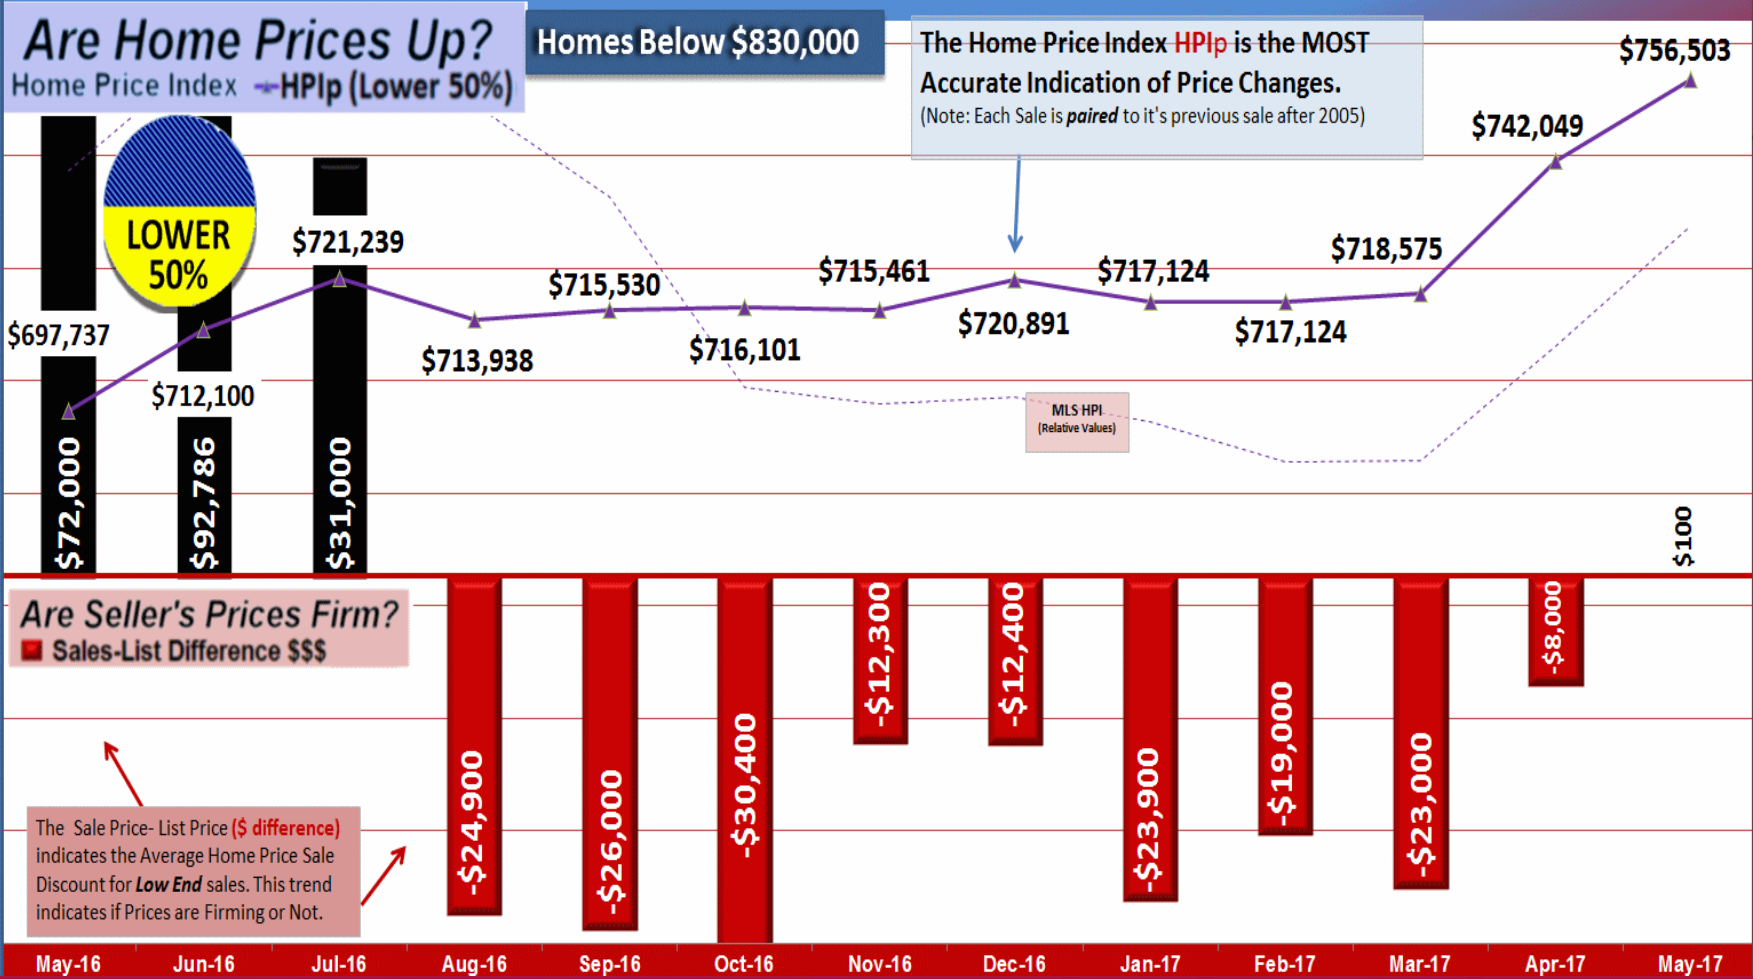 Are Home Prices Up?
Home Price Index HPIp (Lower 50%)
Homes Below $830,000
The Home Price Index HPIp is the MOST
Accurate Indication of Price Changes.
(Note: Each Sale is paired to it's previous sale after 2005)
LOWER
50%
$697,737
$712,100
$721,239
$713,938
$715,530
$716,101
$715,461
$720,891
$717,124
$717,124
$718,575
$742,049
$756,503
MLS HPI
(Relative Values)
$72,000
$92,786
$31,000
-$24,900
-$26,000
-$30,400
-$12,300
-$12,400
-$23,900
-$19,000
-$23,000
-$8,000
$100
Are Seller's Prices Firm?
Sales-List Difference $$$
The Sale Price- List Price ($ difference)
indicates the Average Home Price Sale
Discount for Low End sales. This trend
indicates if Prices are Firming or Not.
May-16 Jun-16 Jul-16 Aug-16 Sep-16 Oct-16 Nov-16 Dec-16 Jan-17 Feb-17 Mar-17 Apr-17 May-17